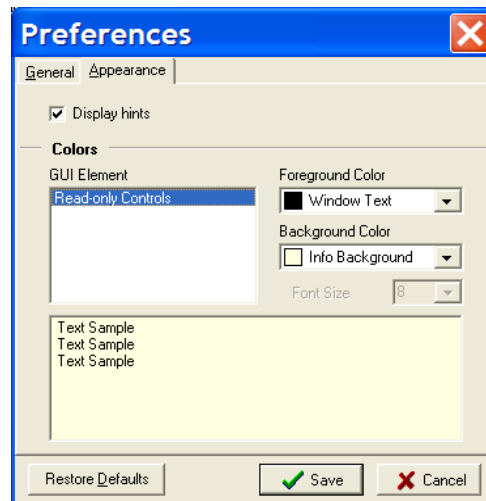 Preferences
General Appearance
Display hints
Colors
GUI Element
Read-only Controls
Foreground Color
Window Text
Background Color
Info Background
Font Size 8
Text Sample
Text Sample
Text Sample
Restore Defaults Save Cancel